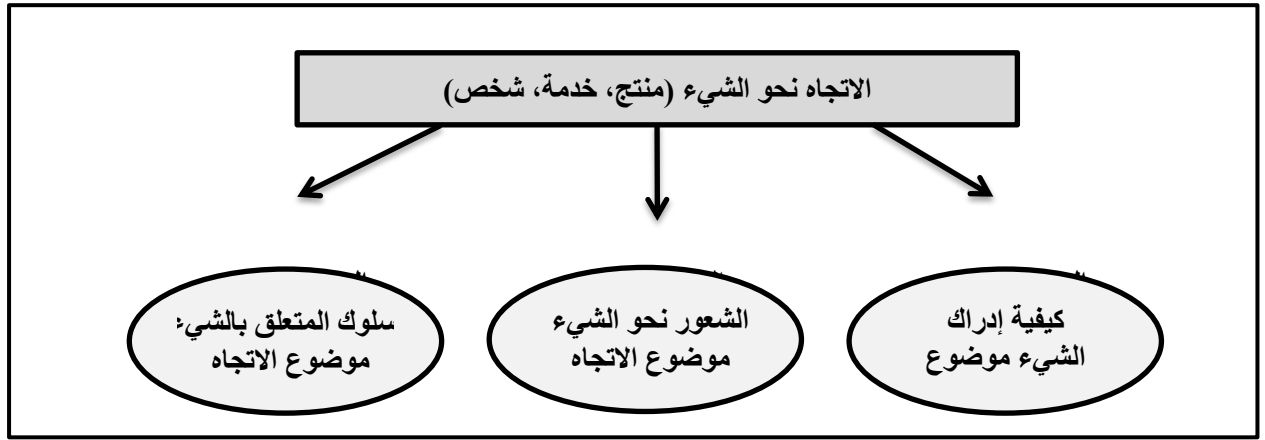 الاتجاه نحو الشيء (منتج، خدمة، شخص)
كيفية إدراك
الشيء موضوع
الشعور نحو الشيء
موضوع الاتجاه
سلوك المتعلق بالشيء
موضوع الاتجاه